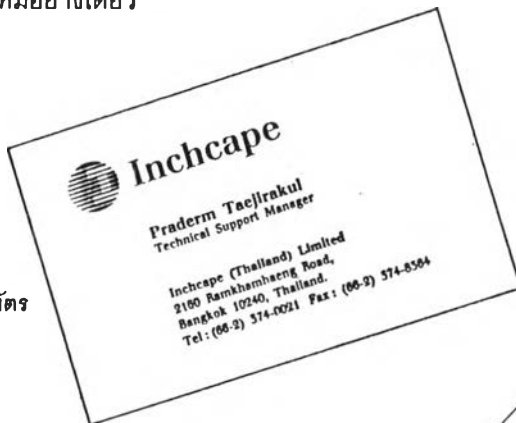 Inchcape
Praderm Taejirakul
Technical Support Manager
Inchcape (Thailand) Limited
2160 Ramkhamhaeng Road,
Bangkok 10240, Thailand.
Tel : (66-2) 374-0021 Fax : (66-2) 374-8564